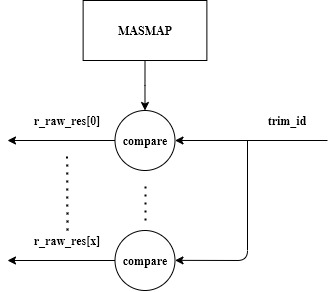 MASMAP
r_raw_res[0]
trim_id
compare
r_raw_res[x]
compare